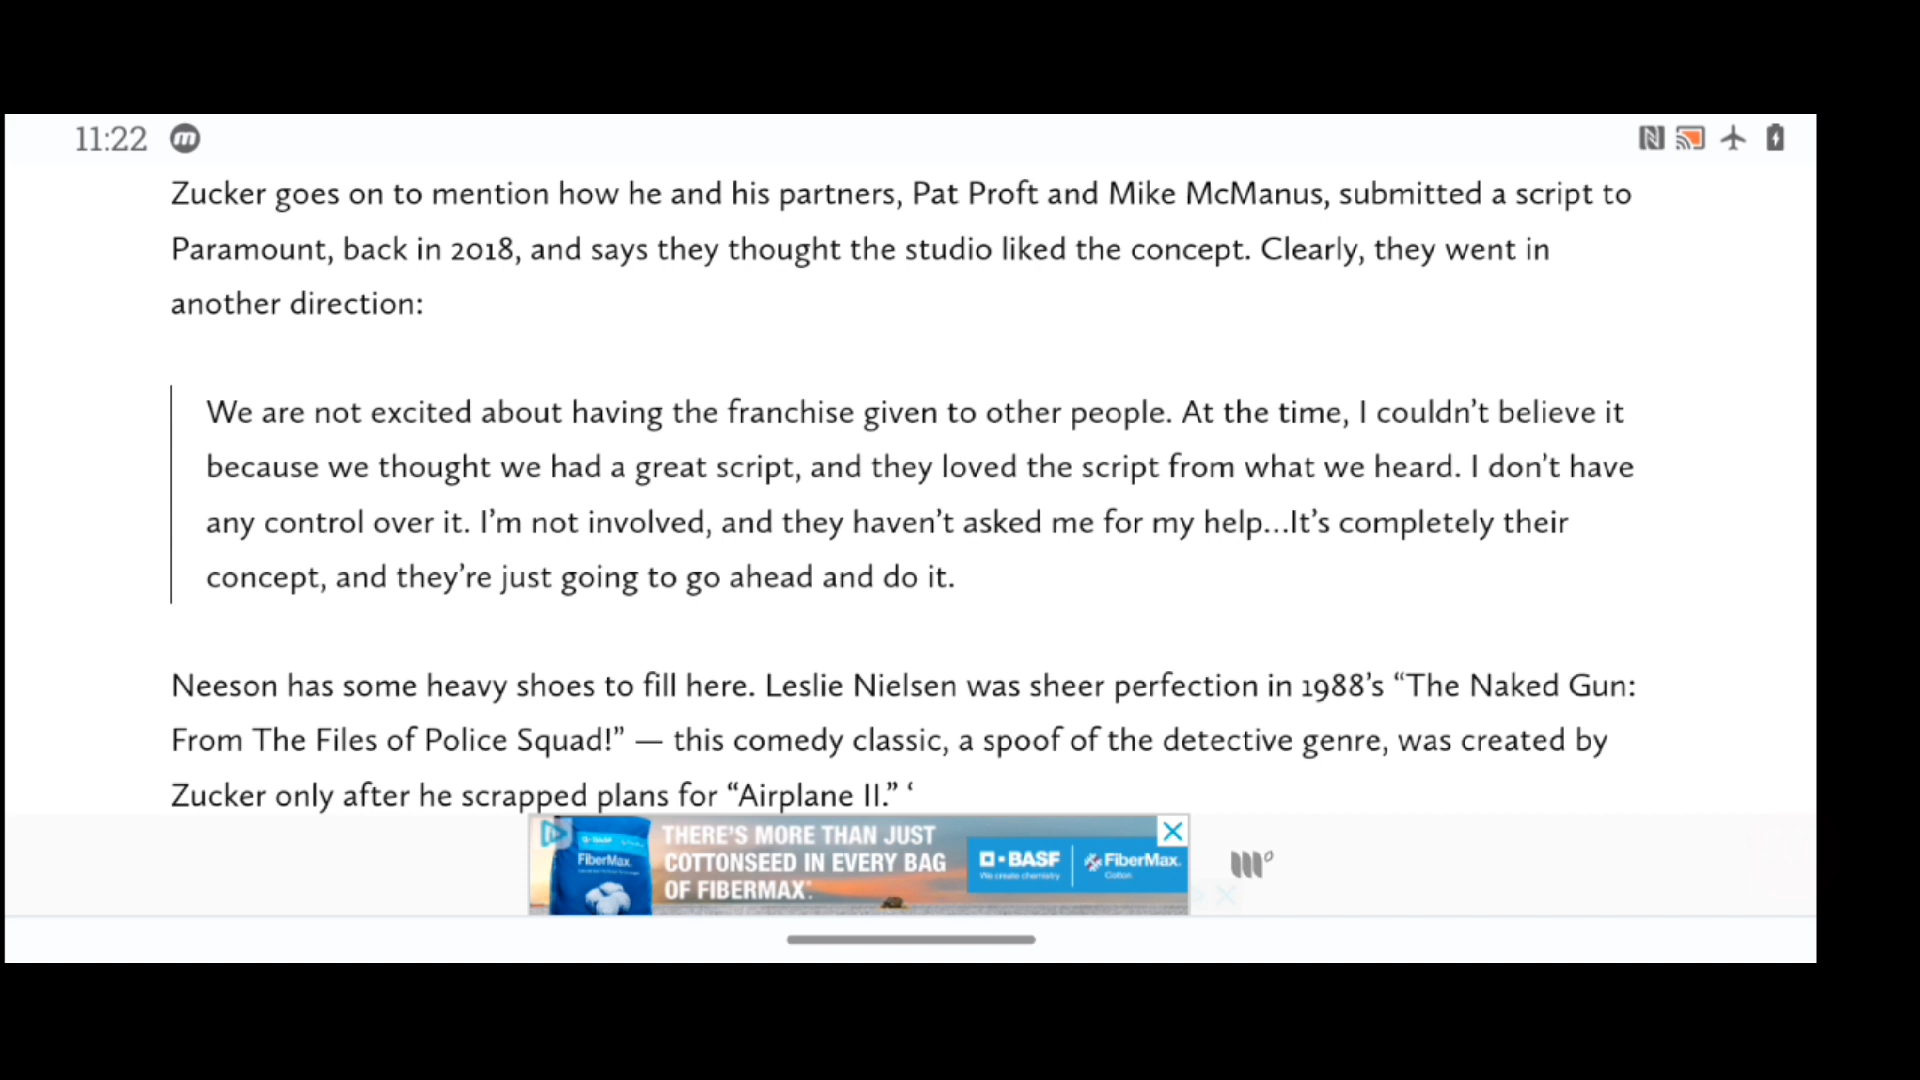 11:22
Zucker goes on to mention how he and his partners, Pat Proft and Mike McManus, submitted a script to
Paramount, back in 2018, and says they thought the studio liked the concept. Clearly, they went in
another direction:
We are not excited about having the franchise given to other people. At the time, I couldn’t believe it
because we thought we had a great script, and they loved the script from what we heard. I don’t have
any control over it. I’m not involved, and they haven’t asked me for my help...It’s completely their
concept, and they’re just going to go ahead and do it.
Neeson has some heavy shoes to fill here. Leslie Nielsen was sheer perfection in 1988’s “The Naked Gun:
From The Files of Police Squad!” — this comedy classic, a spoof of the detective genre, was created by
Zucker only after he scrapped plans for “Airplane II.” ‘
BASF
FiberMax
THERE'S MORE THAN JUST
COTTONSEED IN EVERY BAG
OF FIBERMAX.
BASF
We create chemistry
FiberMax
Cotton